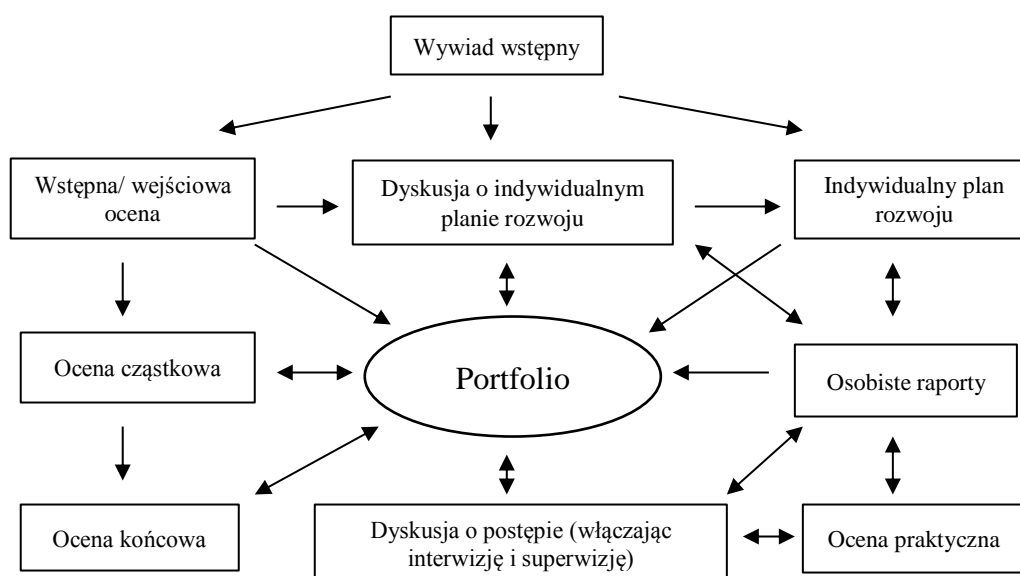 Wywiad wstępny
Wstępna/ wejściowa
ocena
Dyskusja o indywidualnym
planie rozwoju
Indywidualny plan
rozwoju
Ocena cząstkowa
Portfolio
Osobiste raporty
Ocena końcowa
Dyskusja o postępie (włączając
interwizję i superwizję)
Ocena praktyczna